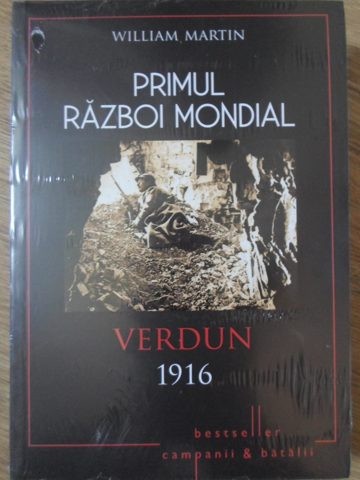 WILLIAM MARTIN
PRIMUL
RĂZBOI MONDIAL
VERDUN
1916
bestseller
campanii & bătălii